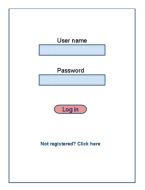 User name
Password
Log in
Not registered? Click here